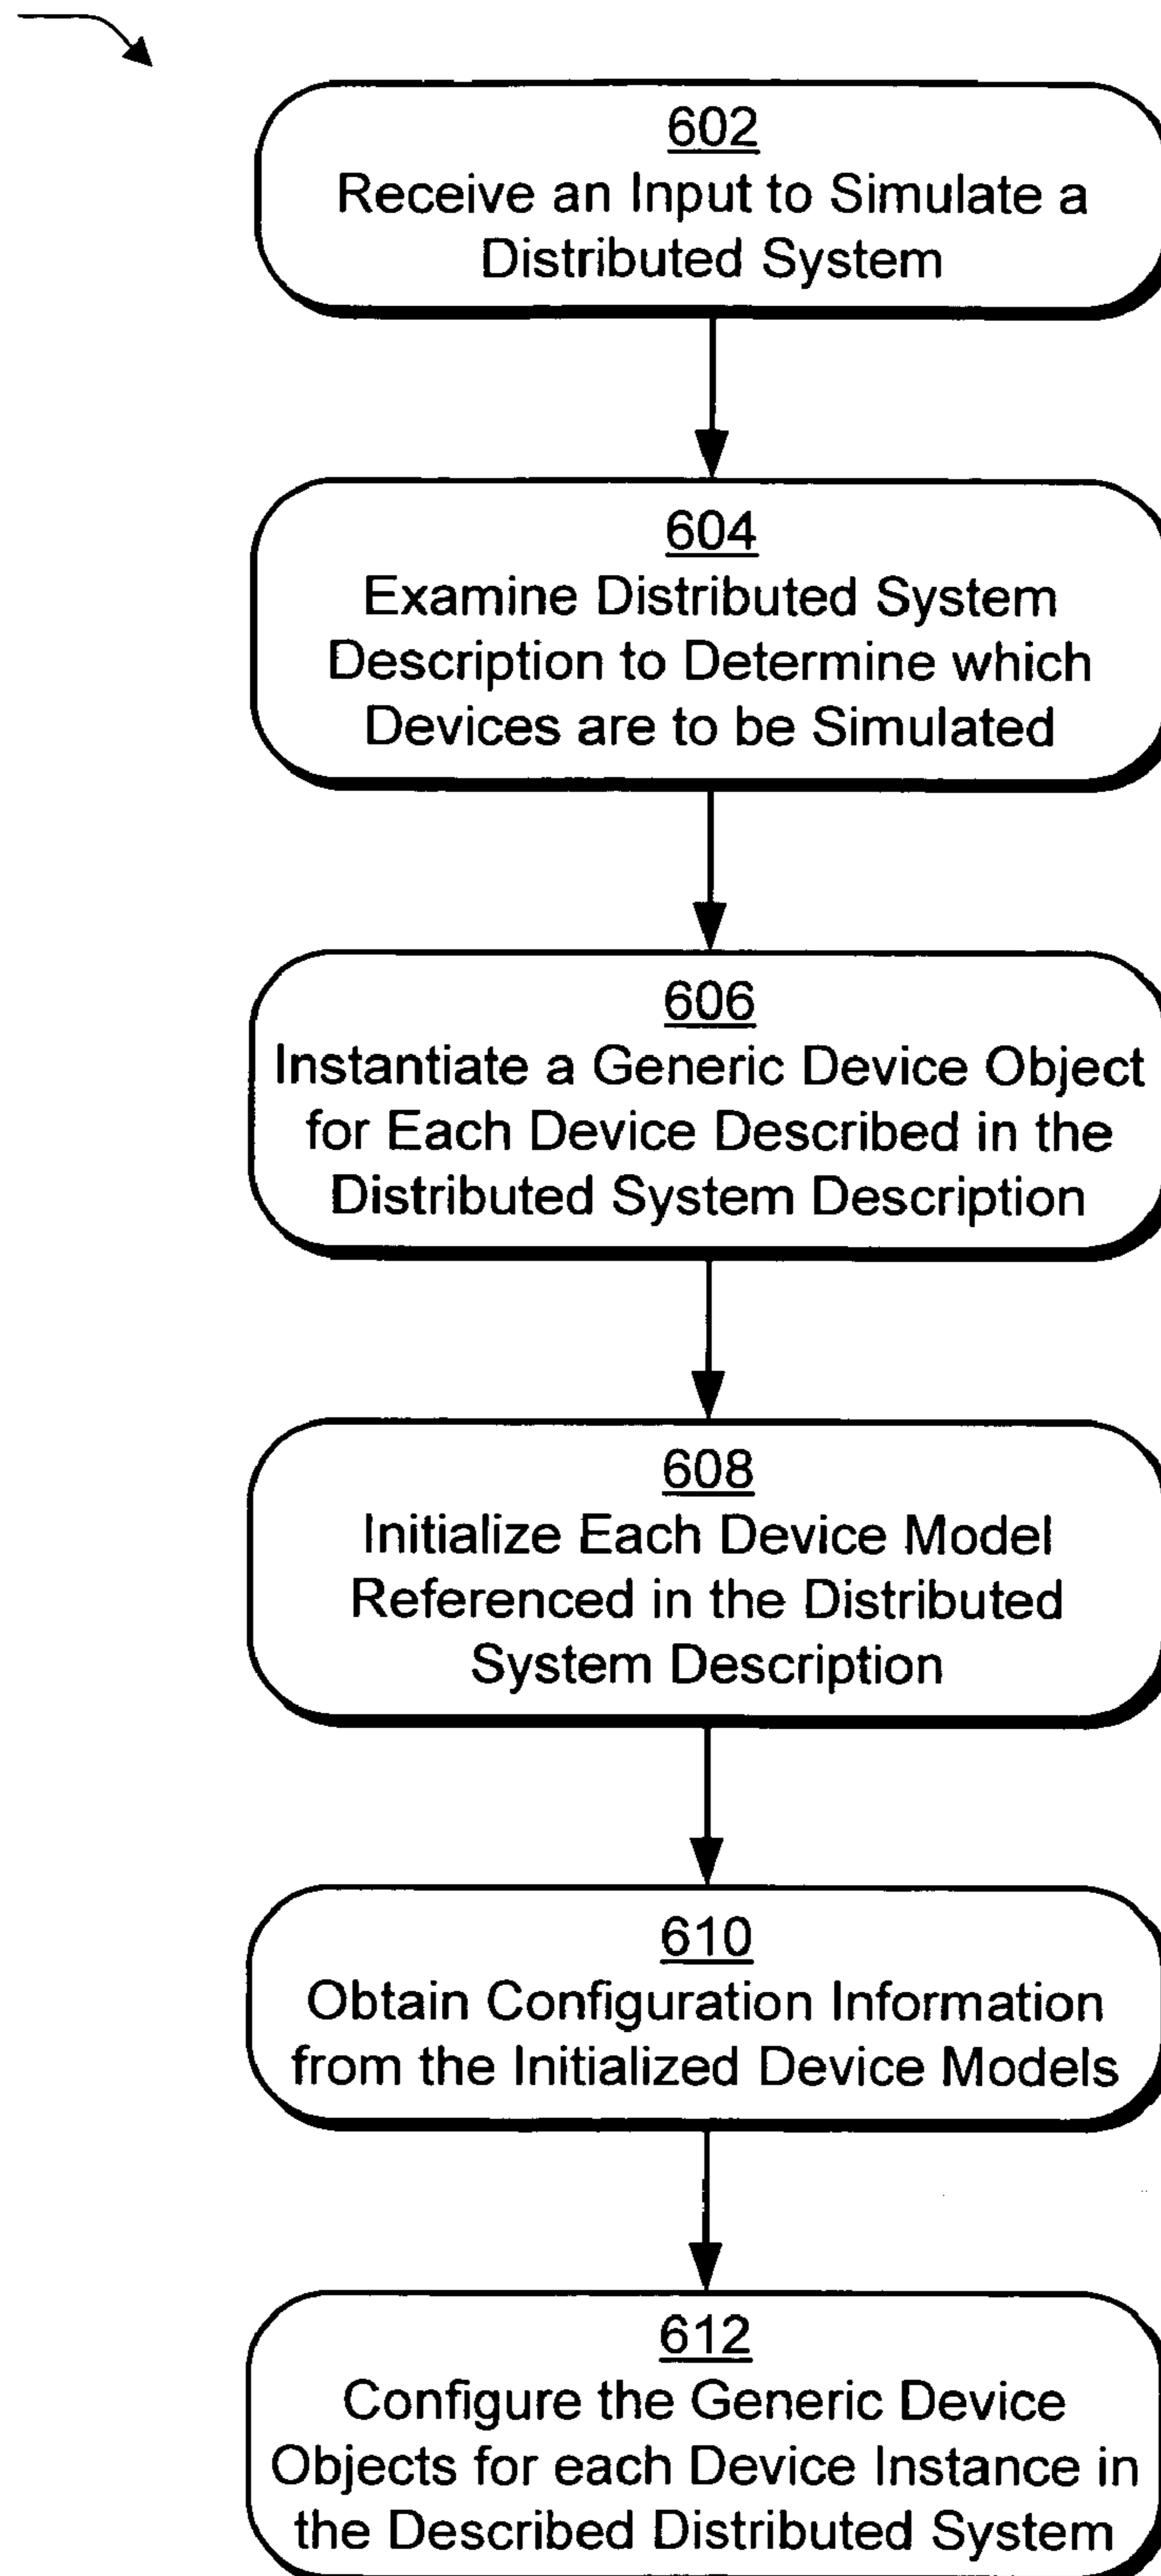 602
Receive an Input to Simulate a
Distributed System
604
Examine Distributed System
Description to Determine which
Devices are to be Simulated
606
Instantiate a Generic Device Object
for Each Device Described in the
Distributed System Description
608
Initialize Each Device Model
Referenced in the Distributed
System Description
610
Obtain Configuration Information
from the Initialized Device Models
612
Configure the Generic Device
Objects for each Device Instance in
the Described Distributed System